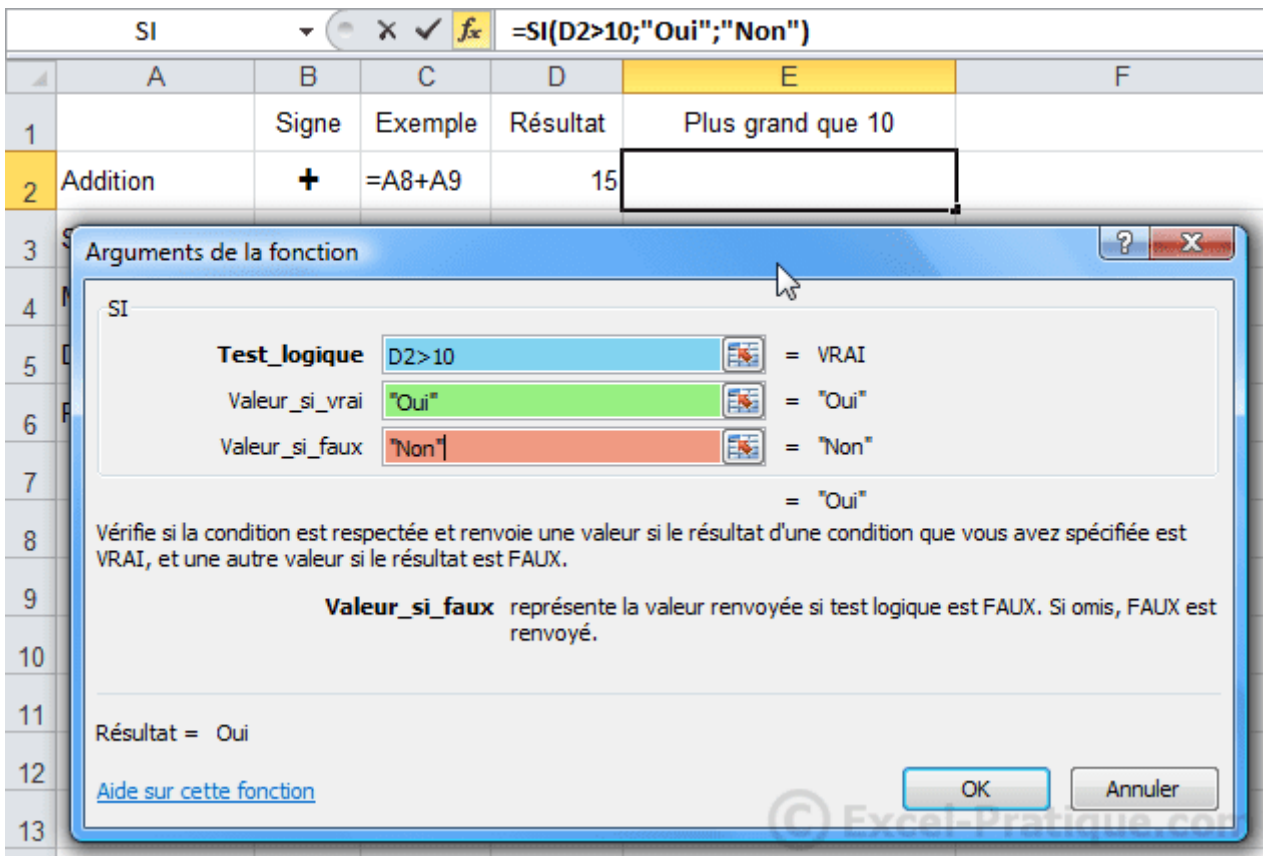 SI fx =SI(D2>10;"Oui";"Non")
A B C D E F
1 Signe Exemple Résultat Plus grand que 10
2 Addition + =A8+A9 15
3
Arguments de la fonction ?
4
SI
5
Test_logique D2>10 = VRAI
Valeur_si_vrai "Oui" = "Oui"
6
Valeur_si_faux "Non" = "Non"
7
= "Oui"
8
Vérifie si la condition est respectée et renvoie une valeur si le résultat d'une condition que vous avez spécifiée est
VRAI, et une autre valeur si le résultat est FAUX.
9
Valeur_si_faux représente la valeur renvoyée si test logique est FAUX. Si omis, FAUX est
renvoyé.
10
11
Résultat = Oui
12
Aide sur cette fonction OK Annuler
13
© Excel-Pratique.com